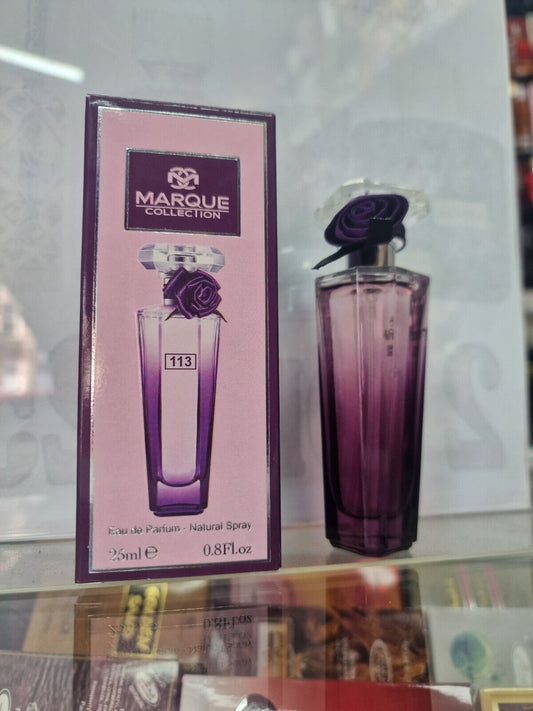 MARQUE
COLLECTION
113
Eau de Parfum - Natural Spray
25ml e 0.8Fl.oz